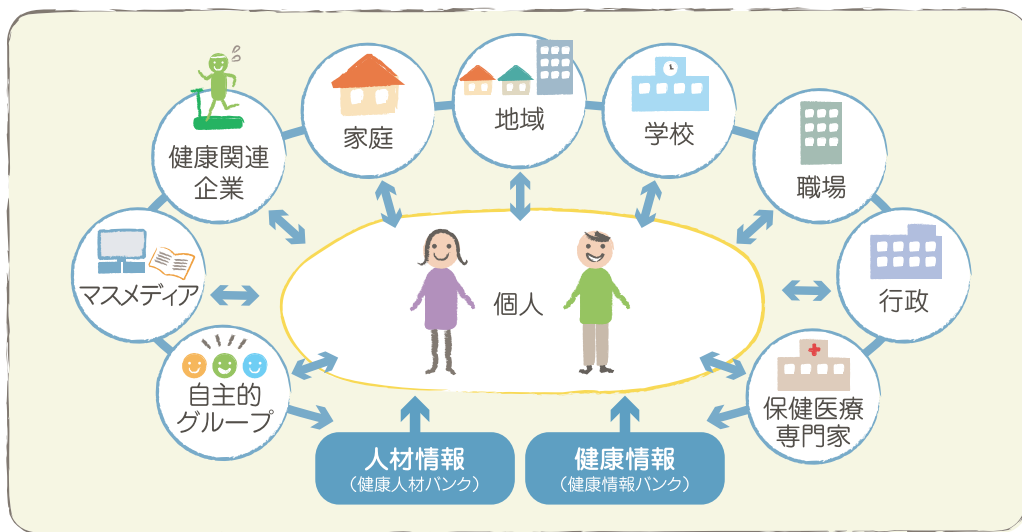 健康関連
企業
家庭
地域
学校
職場
マスメディア
個人
行政
自主的
グループ
保健医療
専門家
人材情報
（健康人材バンク）
健康情報
（健康情報バンク）